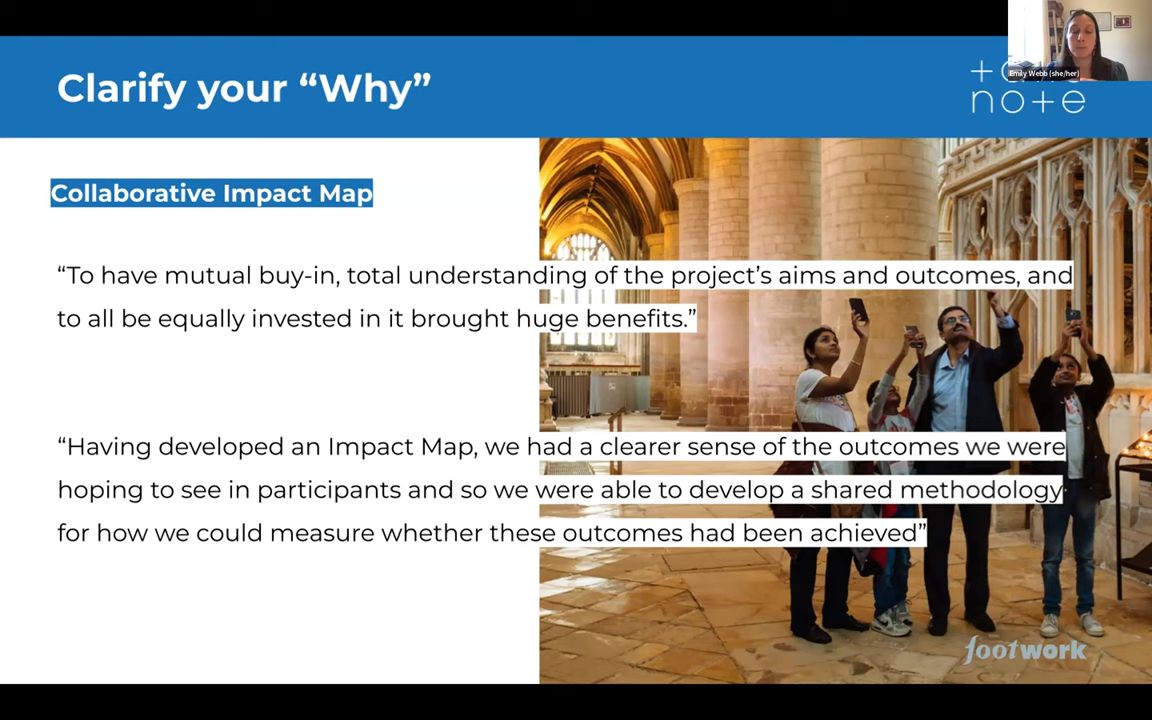 Clarify your “Why”
Emily Webb (she/her)
note
Collaborative Impact Map
“To have mutual buy-in, total understanding of the project’s aims and outcomes, and
to all be equally invested in it brought huge benefits.”
“Having developed an Impact Map, we had a clearer sense of the outcomes we were
hoping to see in participants and so we were able to develop a shared methodology
for how we could measure whether these outcomes had been achieved”
footwork